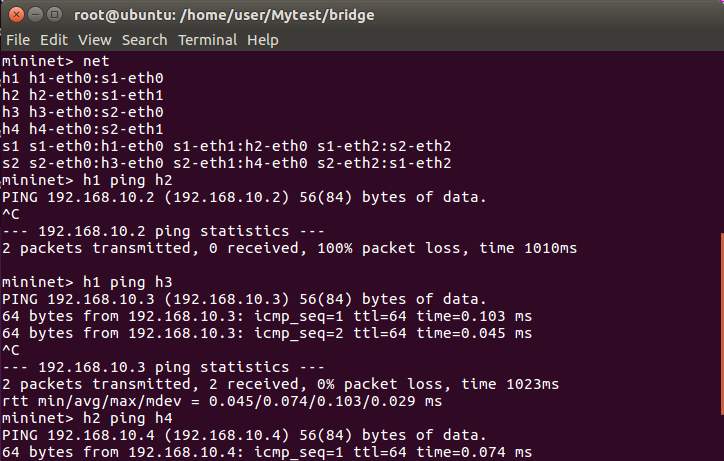 root@ubuntu: /home/user/Mytest/bridge
File Edit View Search Terminal Help
mininet> net
h1 h1-eth0:s1-eth0
h2 h2-eth0:s1-eth1
h3 h3-eth0:s2-eth0
h4 h4-eth0:s2-eth1
s1 s1-eth0:h1-eth0 s1-eth1:h2-eth0 s1-eth2:s2-eth2
s2 s2-eth0:h3-eth0 s2-eth1:h4-eth0 s2-eth2:s1-eth2
mininet> h1 ping h2
PING 192.168.10.2 (192.168.10.2) 56(84) bytes of data.
^C
--- 192.168.10.2 ping statistics ---
2 packets transmitted, 0 received, 100% packet loss, time 1010ms
mininet> h1 ping h3
PING 192.168.10.3 (192.168.10.3) 56(84) bytes of data.
64 bytes from 192.168.10.3: icmp_seq=1 ttl=64 time=0.103 ms
64 bytes from 192.168.10.3: icmp_seq=2 ttl=64 time=0.045 ms
^C
--- 192.168.10.3 ping statistics ---
2 packets transmitted, 2 received, 0% packet loss, time 1023ms
rtt min/avg/max/mdev = 0.045/0.074/0.103/0.029 ms
mininet> h2 ping h4
PING 192.168.10.4 (192.168.10.4) 56(84) bytes of data.
64 bytes from 192.168.10.4: icmp_seq=1 ttl=64 time=0.074 ms